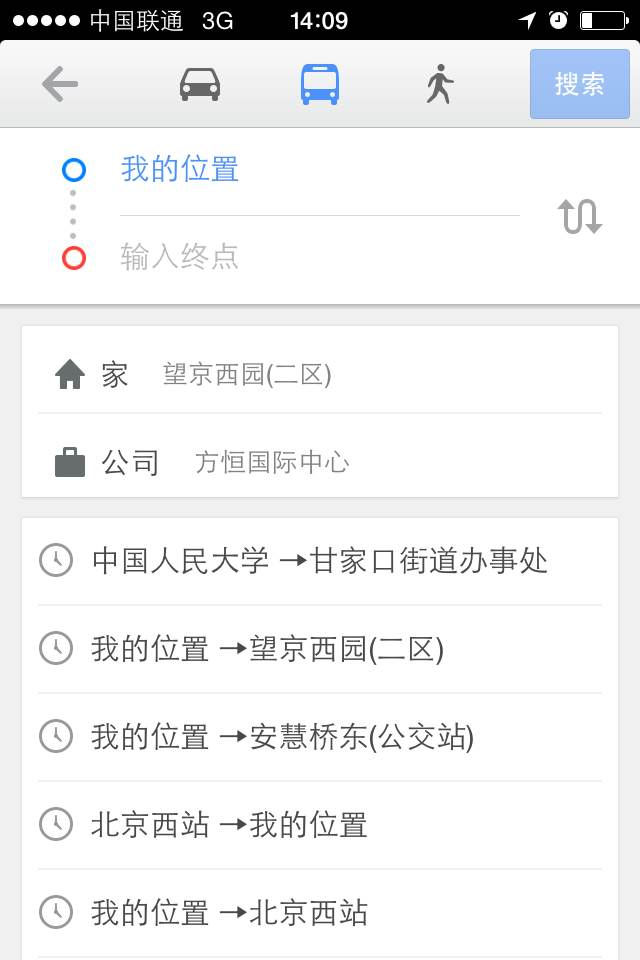 中国联通 3G 14:09
搜索
我的位置
输入终点
家 望京西园(二区)
公司 方恒国际中心
中国人民大学 →甘家口街道办事处
我的位置 →望京西园(二区)
我的位置 →安慧桥东(公交站)
北京西站 →我的位置
我的位置 →北京西站